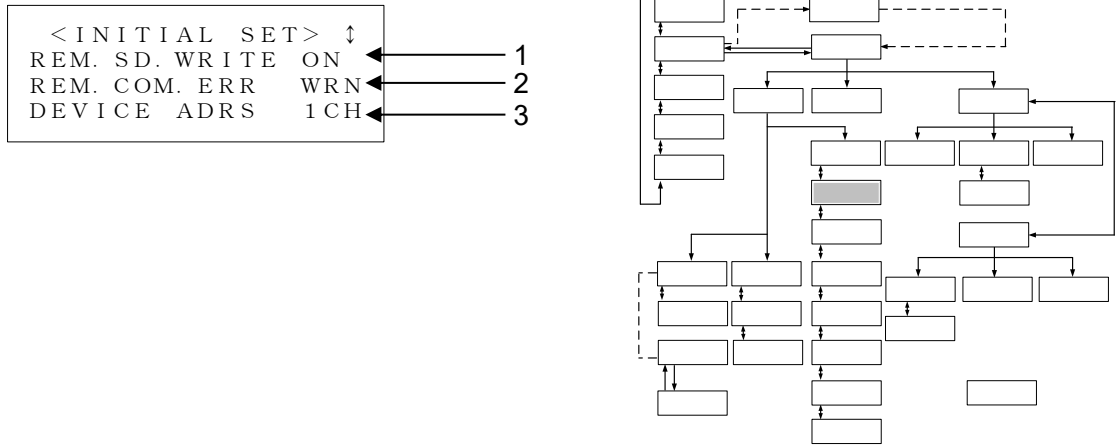 <INITIAL SET> ↕
REM. SD. WRITE ON
REM. COM. ERR WRN
DEVICE ADRS 1CH
1
2
3